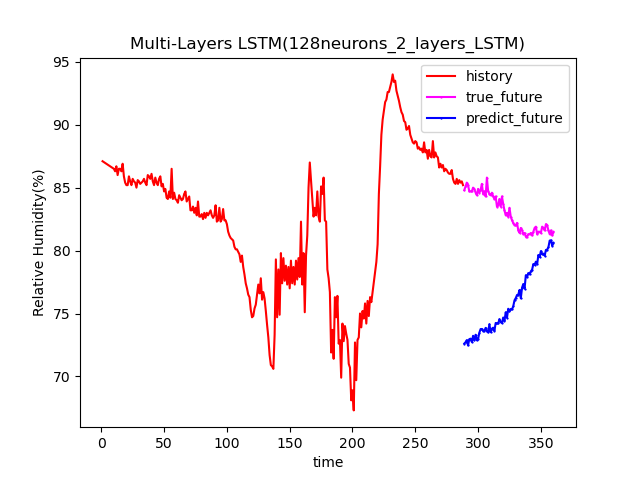 Multi-Layers LSTM(128neurons_2_layers_LSTM)
history
true_future
predict_future
Relative Humidity(%)
95
90
85
80
75
70
0 50 100 150 200 250 300 350
time